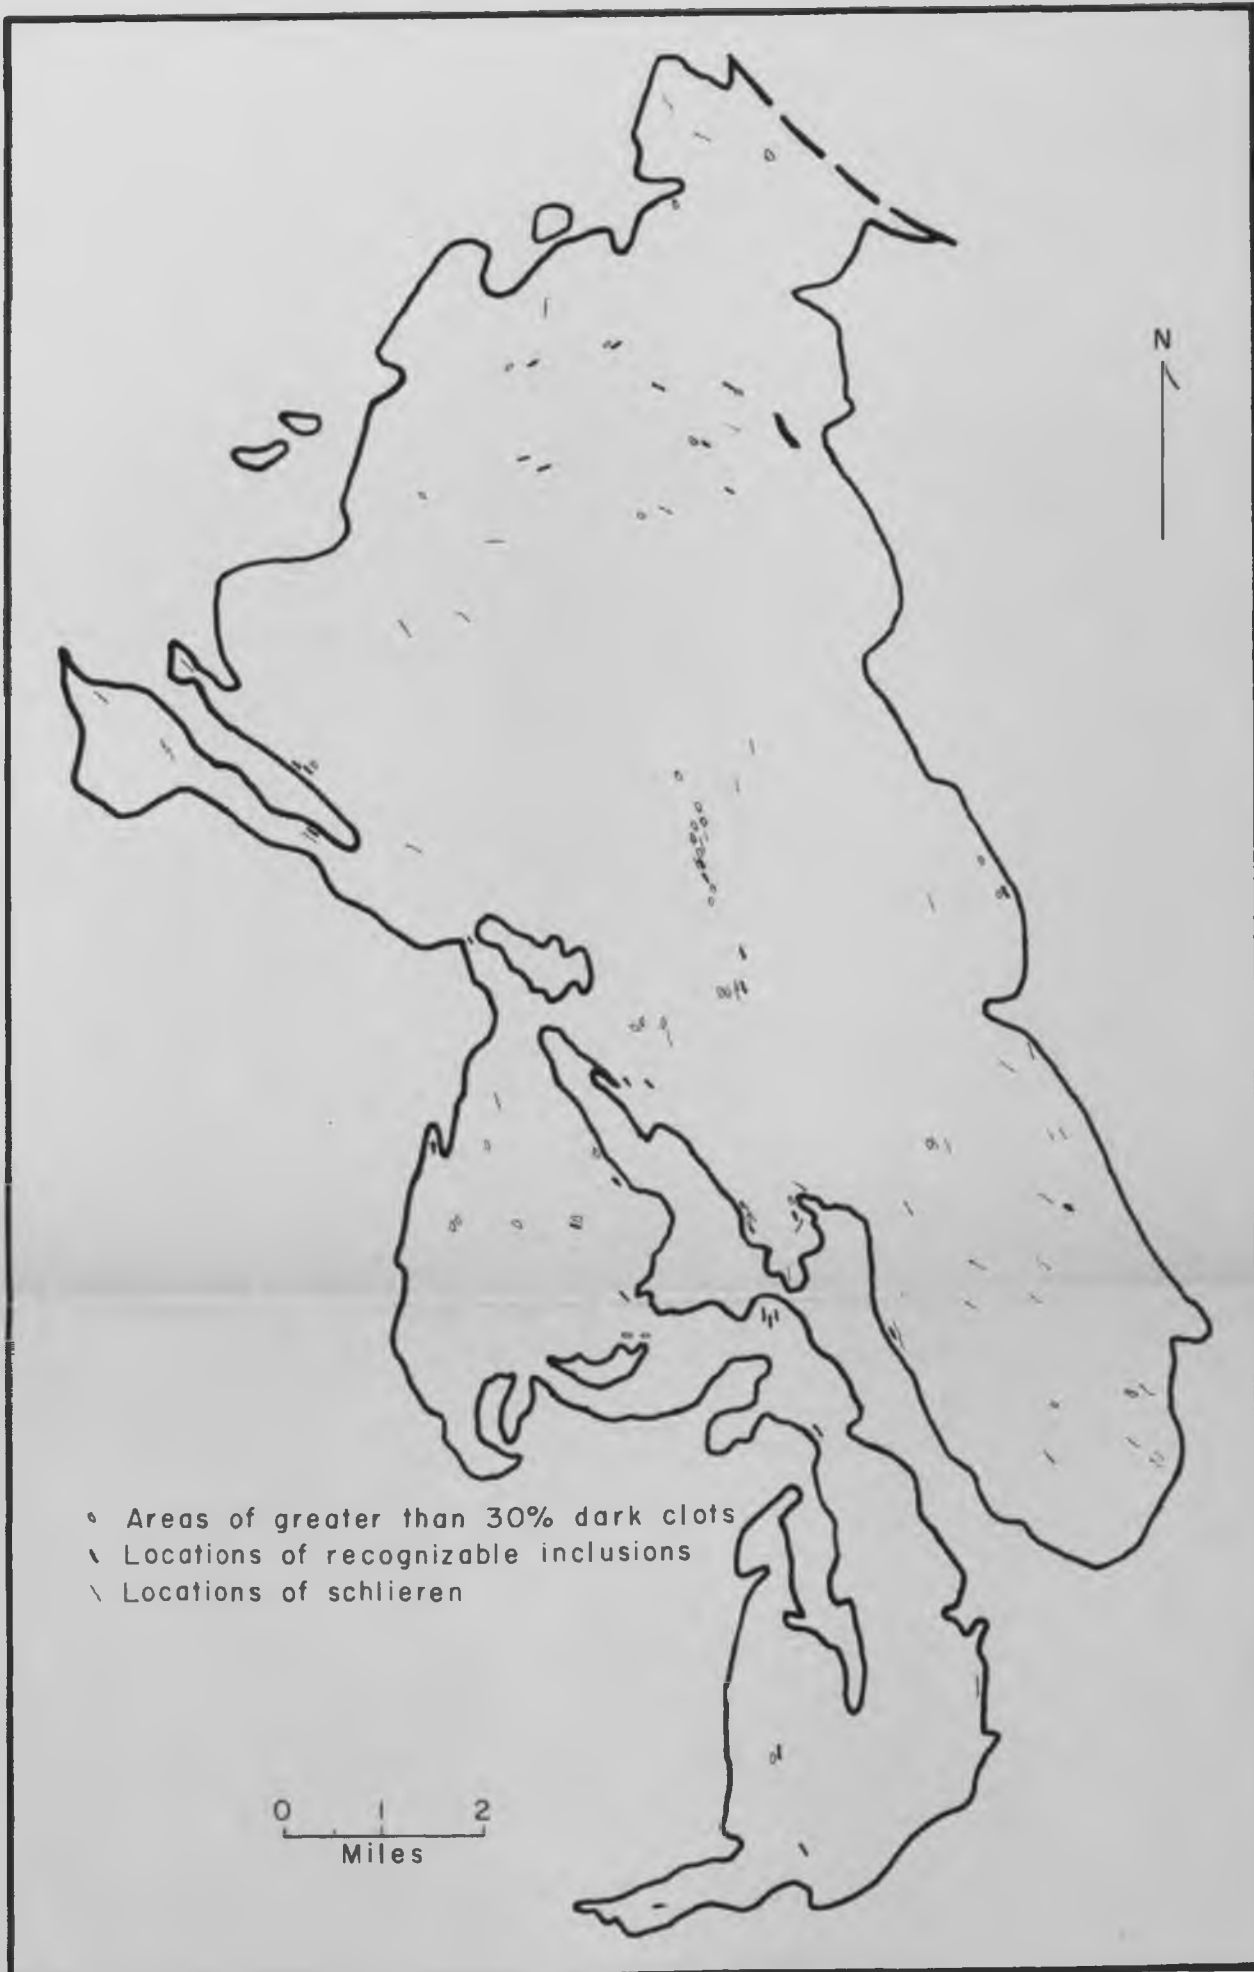 N
Areas of greater than 30% dark clots
Locations of recognizable inclusions
Locations of schlieren
0 1 2
Miles